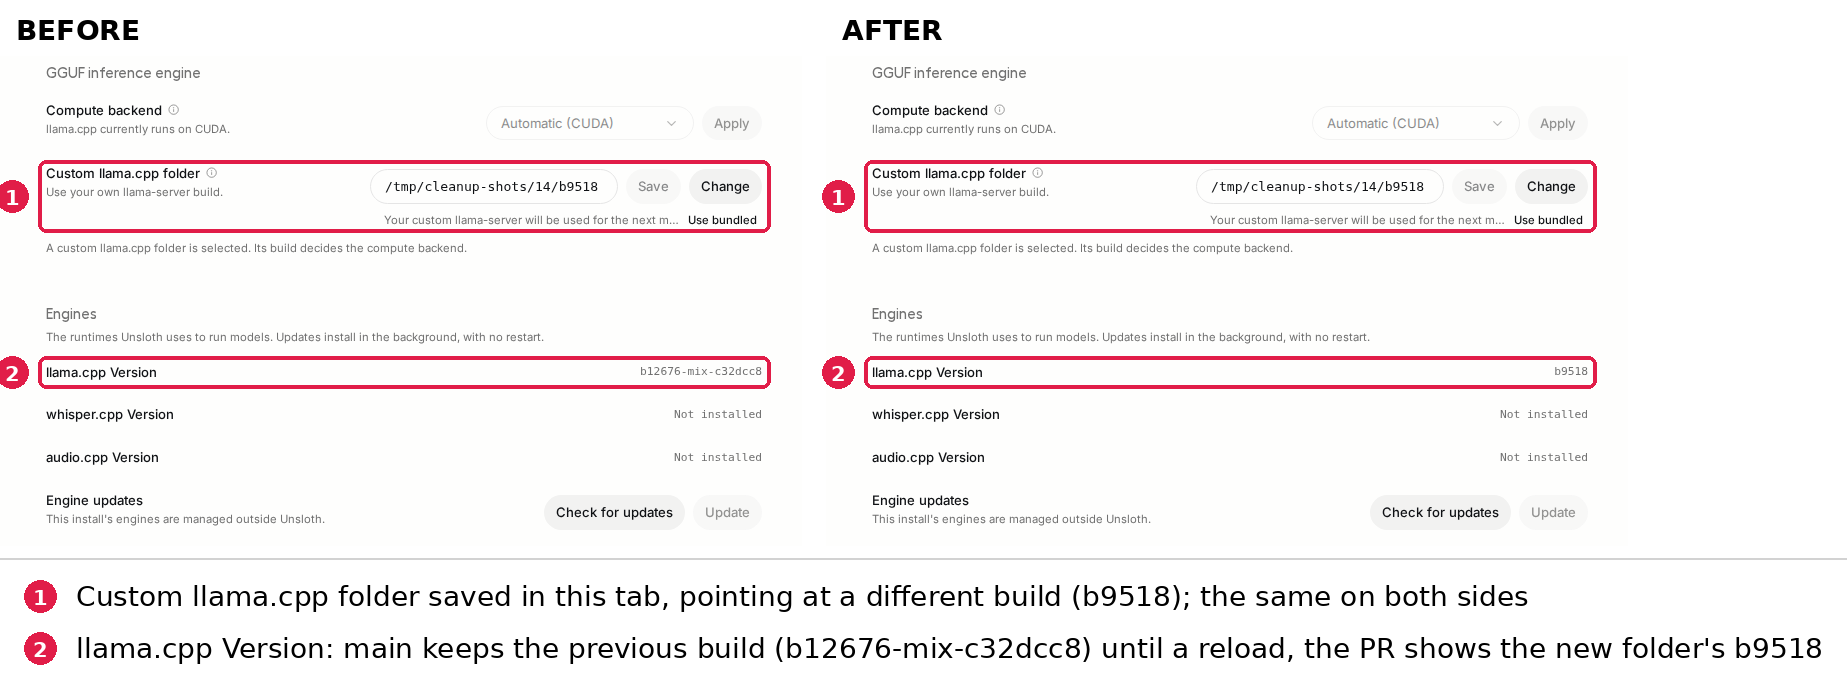 BEFORE
GGUF inference engine
Compute backend
llama.cpp currently runs on CUDA.
Automatic (CUDA)
Apply
1
Custom llama.cpp folder
Use your own llama-server build.
/tmp/cleanup-shots/14/b9518
Save
Change
Your custom llama-server will be used for the next m...
Use bundled
A custom llama.cpp folder is selected. Its build decides the compute backend.
Engines
The runtimes Unsloth uses to run models. Updates install in the background, with no restart.
2
llama.cpp Version
b12676-mix-c32dcc8
whisper.cpp Version
Not installed
audio.cpp Version
Not installed
Engine updates
This install's engines are managed outside Unsloth.
Check for updates
Update
AFTER
GGUF inference engine
Compute backend
llama.cpp currently runs on CUDA.
Automatic (CUDA)
Apply
1
Custom llama.cpp folder
Use your own llama-server build.
/tmp/cleanup-shots/14/b9518
Save
Change
Your custom llama-server will be used for the next m...
Use bundled
A custom llama.cpp folder is selected. Its build decides the compute backend.
Engines
The runtimes Unsloth uses to run models. Updates install in the background, with no restart.
2
llama.cpp Version
b9518
whisper.cpp Version
Not installed
audio.cpp Version
Not installed
Engine updates
This install's engines are managed outside Unsloth.
Check for updates
Update
1 Custom llama.cpp folder saved in this tab, pointing at a different build (b9518); the same on both sides
2 llama.cpp Version: main keeps the previous build (b12676-mix-c32dcc8) until a reload, the PR shows the new folder's b9518